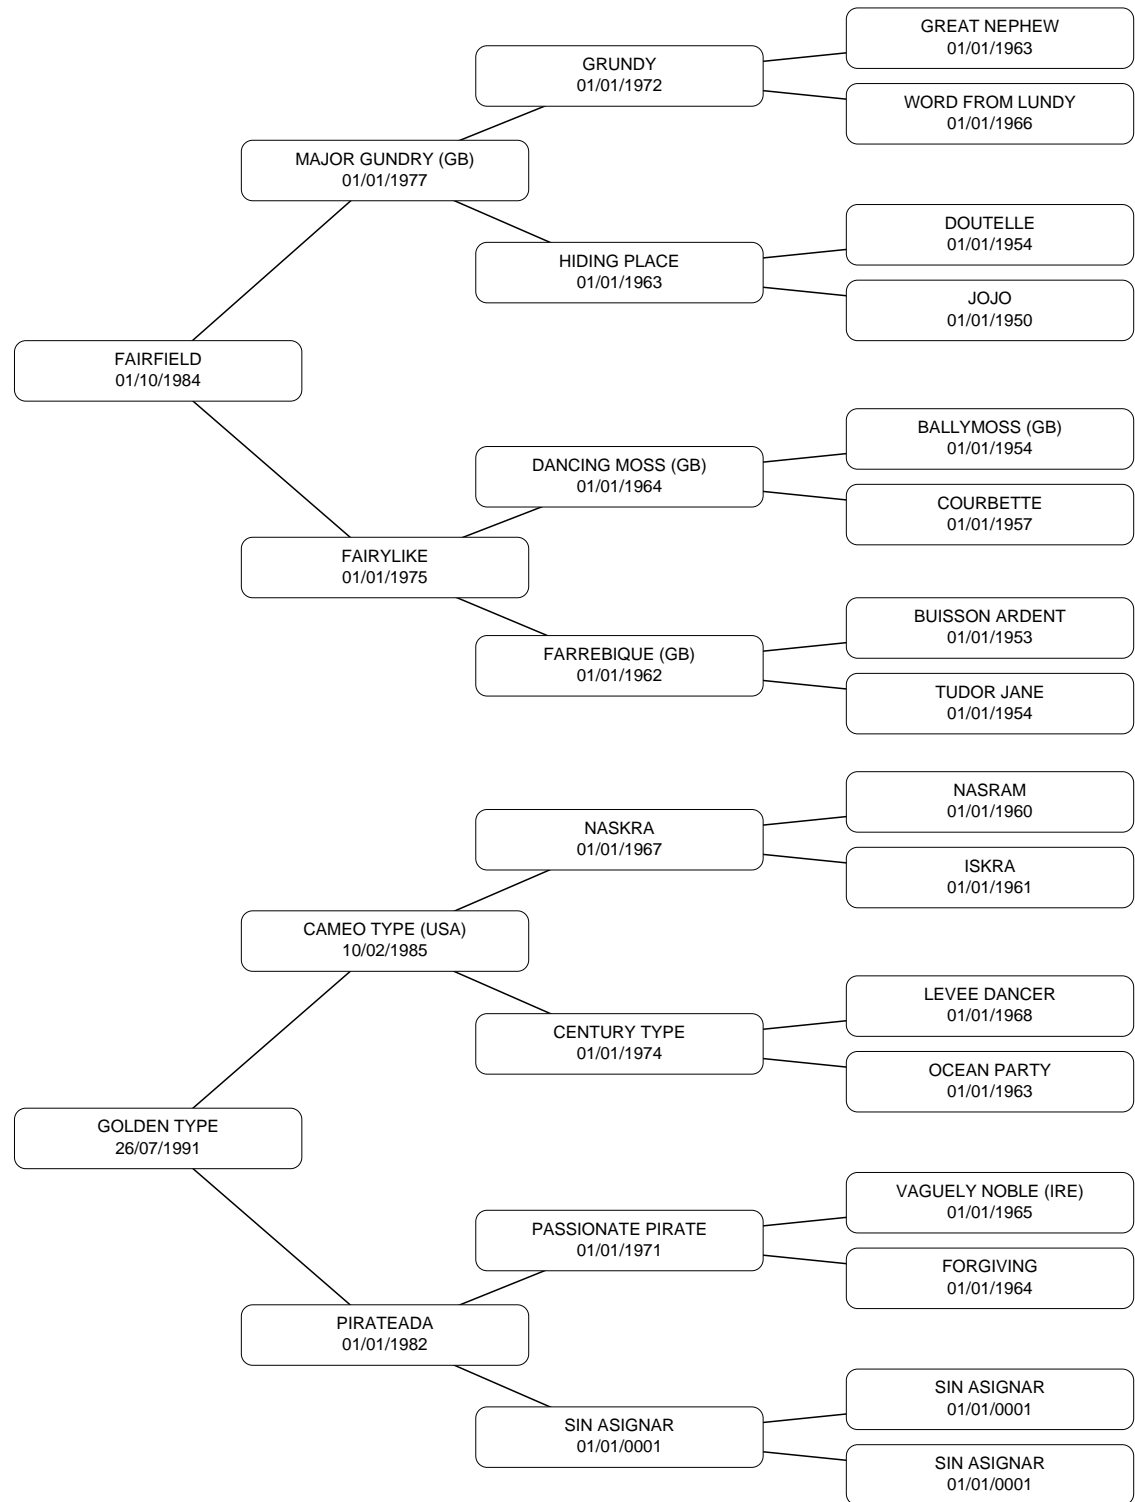 GREAT NEPHEW
01/01/1963
GRUNDY
01/01/1972
WORD FROM LUNDY
01/01/1966
MAJOR GUNDRY (GB)
01/01/1977
DOUTELLE
01/01/1954
HIDING PLACE
01/01/1963
JOJO
01/01/1950
FAIRFIELD
01/10/1984
BALLYMOSS (GB)
01/01/1954
DANCING MOSS (GB)
01/01/1964
COURBETTE
01/01/1957
FAIRYLIKE
01/01/1975
BUISSON ARDENT
01/01/1953
FARREBIQUE (GB)
01/01/1962
TUDOR JANE
01/01/1954
NASRAM
01/01/1960
NASKRA
01/01/1967
ISKRA
01/01/1961
CAMEO TYPE (USA)
10/02/1985
LEVEE DANCER
01/01/1968
CENTURY TYPE
01/01/1974
OCEAN PARTY
01/01/1963
GOLDEN TYPE
26/07/1991
VAGUELY NOBLE (IRE)
01/01/1965
PASSIONATE PIRATE
01/01/1971
FORGIVING
01/01/1964
PIRATEADA
01/01/1982
SIN ASIGNAR
01/01/0001
SIN ASIGNAR
01/01/0001
SIN ASIGNAR
01/01/0001